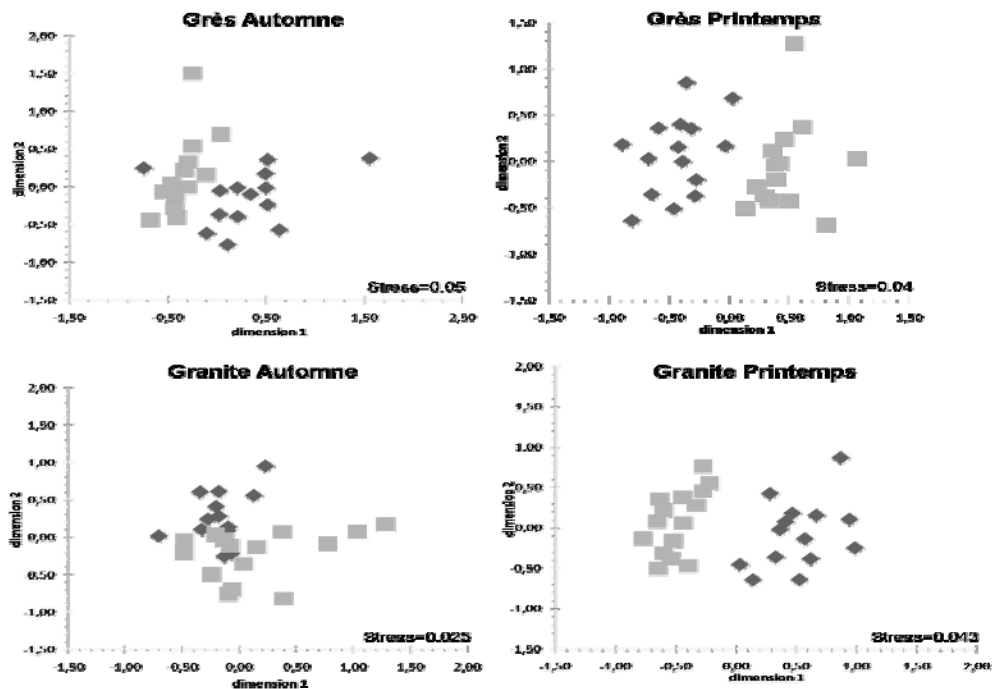 Grès Automne
2,00
1,50
1,00
0,50
0,00
-0,50
-1,00
-1,50
dimension 2
-1,50 -0,50 0,50 1,50 2,50
dimension 1
Stress=0.05
Grès Printemps
1,50
1,00
0,50
0,00
-0,50
-1,00
-1,50
dimension 2
-1,50 -1,00 -0,50 0,00 0,50 1,00 1,50
dimension 1
Stress=0.04
Granite Automne
2,00
1,50
1,00
0,50
0,00
-0,50
-1,00
-1,50
dimension 2
-1,50 -1,00 -0,50 0,00 0,50 1,00 1,50 2,00
dimension 1
Stress=0.025
Granite Printemps
2,00
1,50
1,00
0,50
0,00
-0,50
-1,00
-1,50
dimension 2
-1,50 -1,00 -0,50 0,00 0,50 1,00 1,50 2,00
dimension 1
Stress=0.043